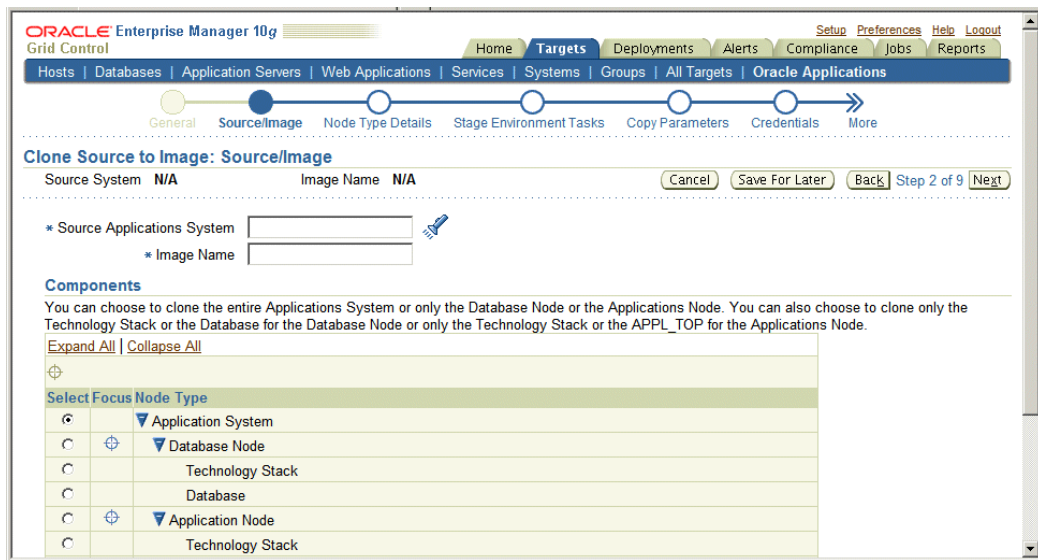 ORACLE Enterprise Manager 10g
Grid Control
Setup Preferences Help Logout
Home Targets Deployments Alerts Compliance Jobs Reports
Hosts | Databases | Application Servers | Web Applications | Services | Systems | Groups | All Targets | Oracle Applications
General Source/Image Node Type Details Stage Environment Tasks Copy Parameters Credentials More
Clone Source to Image: Source/Image
Source System N/A Image Name N/A Cancel Save For Later Back Step 2 of 9 Next
* Source Applications System
* Image Name
Components
You can choose to clone the entire Applications System or only the Database Node or the Applications Node. You can also choose to clone only the
Technology Stack or the Database for the Database Node or only the Technology Stack or the APPL_TOP for the Applications Node.
Expand All | Collapse All
Select Focus Node Type
Application System
Database Node
Technology Stack
Database
Application Node
Technology Stack